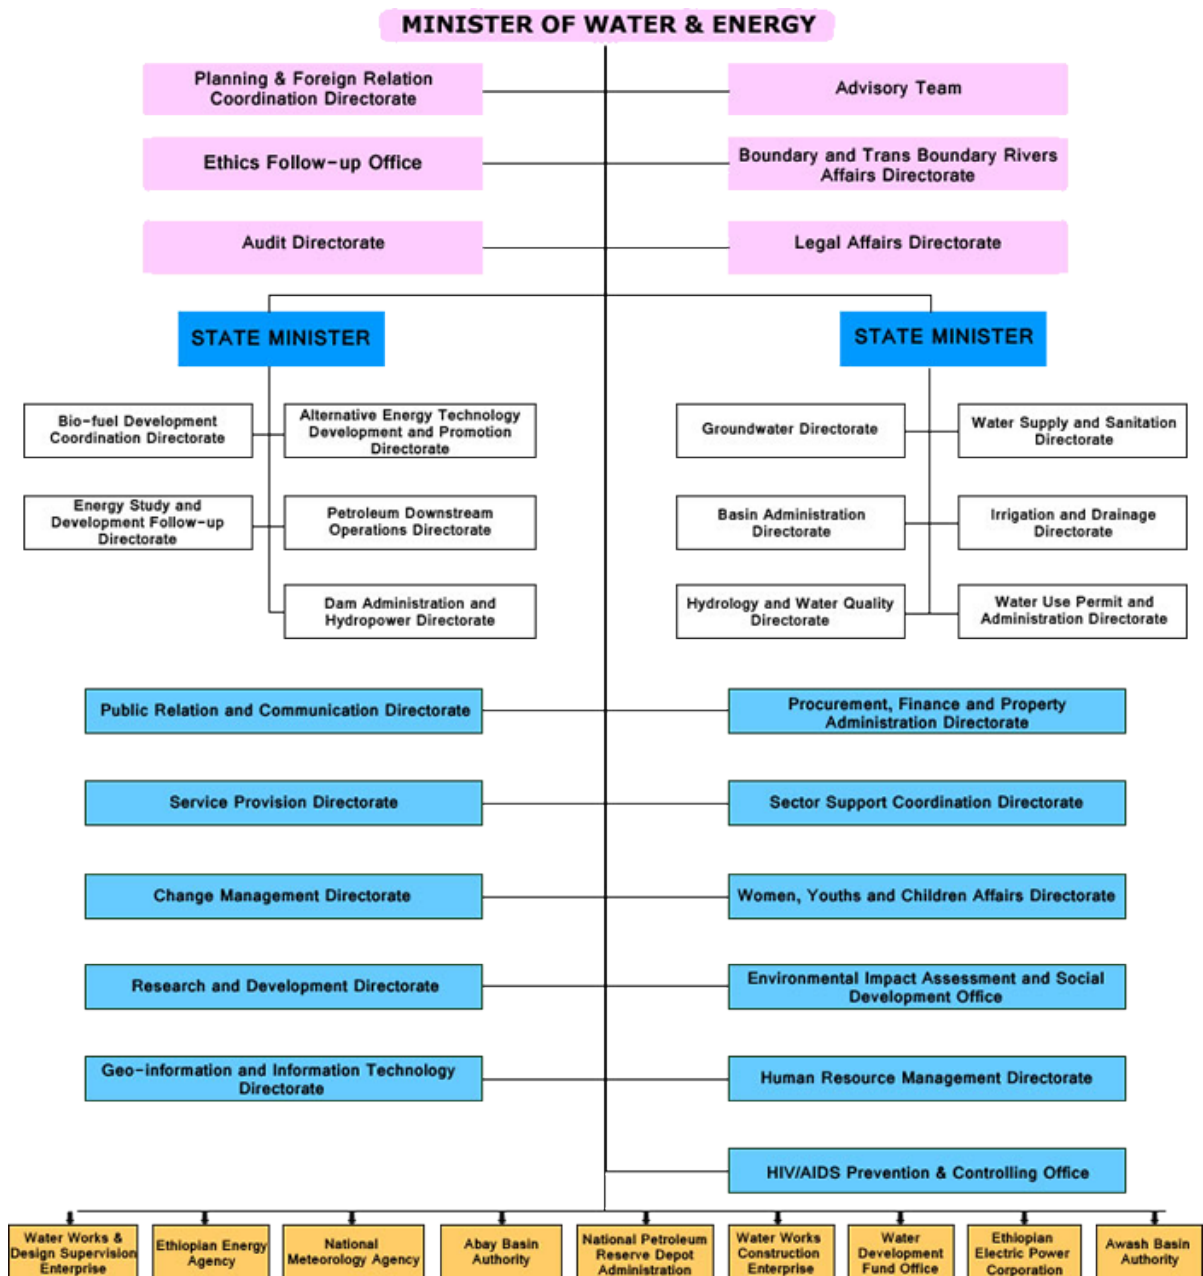 MINISTER OF WATER & ENERGY
Planning & Foreign Relation
Coordination Directorate
Advisory Team
Ethics Follow-up Office
Boundary and Trans Boundary Rivers
Affairs Directorate
Audit Directorate
Legal Affairs Directorate
STATE MINISTER
STATE MINISTER
Bio-fuel Development
Coordination Directorate
Alternative Energy Technology
Development and Promotion
Directorate
Groundwater Directorate
Water Supply and Sanitation
Directorate
Energy Study and
Development Follow-up
Directorate
Petroleum Downstream
Operations Directorate
Basin Administration
Directorate
Irrigation and Drainage
Directorate
Dam Administration and
Hydropower Directorate
Hydrology and Water Quality
Directorate
Water Use Permit and
Administration Directorate
Public Relation and Communication Directorate
Procurement, Finance and Property
Administration Directorate
Service Provision Directorate
Sector Support Coordination Directorate
Change Management Directorate
Women, Youths and Children Affairs Directorate
Research and Development Directorate
Environmental Impact Assessment and Social
Development Office
Geo-information and Information Technology
Directorate
Human Resource Management Directorate
HIV/AIDS Prevention & Controlling Office
Water Works &
Design Supervision
Enterprise
Ethiopian Energy
Agency
National
Meteorology Agency
Abay Basin
Authority
National Petroleum
Reserve Depot
Administration
Water Works
Construction
Enterprise
Water
Development
Fund Office
Ethiopian
Electric Power
Corporation
Awash Basin
Authority